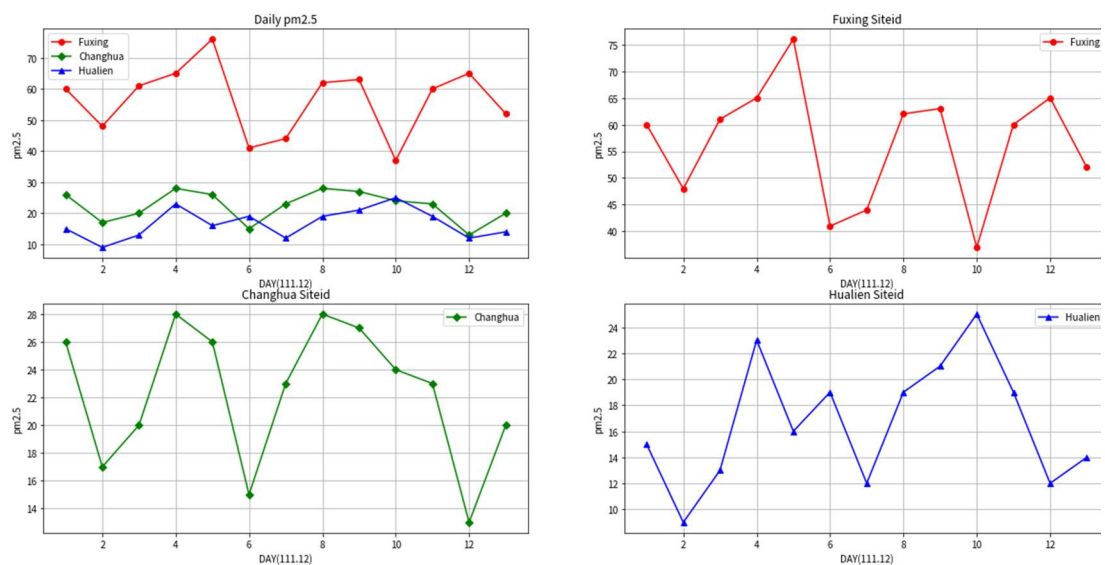 Daily pm2.5
Fuxing
Changhua
Hualien
pm2.5
70
60
50
40
30
20
10
2 4 6 8 10 12
DAY(111.12)
Fuxing Siteid
Fuxing
pm2.5
75
70
65
60
55
50
45
40
2 4 6 8 10 12
DAY(111.12)
Changhua Siteid
Changhua
pm2.5
28
26
24
22
20
18
16
14
2 4 6 8 10 12
DAY(111.12)
Hualien Siteid
Hualien
pm2.5
24
22
20
18
16
14
12
10
2 4 6 8 10 12
DAY(111.12)